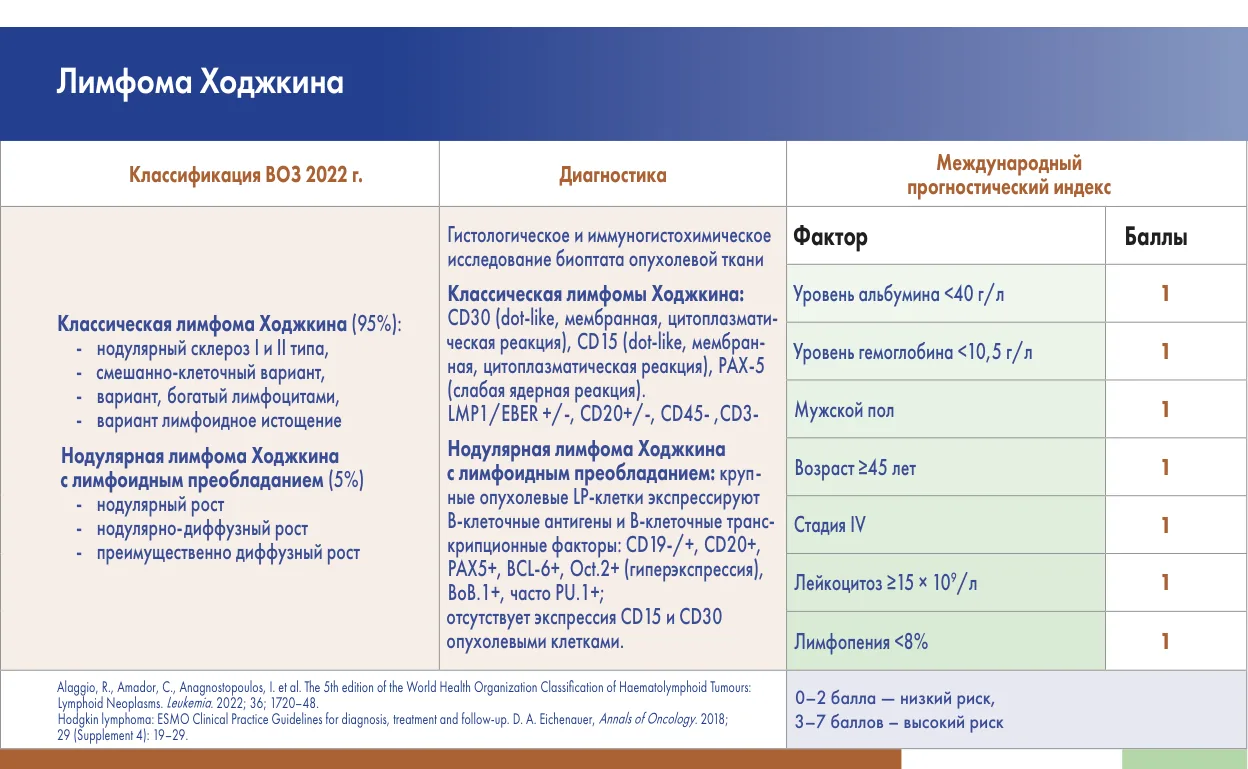 Лимфома Ходжкина
Классификация ВОЗ 2022 г.
Классическая лимфома Ходжкина (95%):
- нодулярный склероз I и II типа,
- смешанно-клеточный вариант,
- вариант, богатый лимфоцитами,
- вариант лимфоидное истощение
Нодулярная лимфома Ходжкина
с лимфоидным преобладанием (5%)
- нодулярный рост
- нодулярно-диффузный рост
- преимущественно диффузный рост
Диагностика
Гистологическое и иммуногистохимическое
исследование биоптата опухолевой ткани
Классическая лимфомы Ходжкина:
CD30 (dot-like, мембранная, цитоплазмати-
ческая реакция), CD15 (dot-like, мембран-
ная, цитоплазматическая реакция), PAX-5
(слабая ядерная реакция).
LMP1/EBER +/-, CD20+/-, CD45- ,CD3-
Нодулярная лимфома Ходжкина
с лимфоидным преобладанием: круп-
ные опухолевые LP-клетки экспрессируют
В-клеточные антигены и В-клеточные транс-
крипционные факторы: CD19-/+, CD20+,
PAX5+, BCL-6+, Oct.2+ (гиперэкспрессия),
BoB.1+, часто PU.1+;
отсутствует экспрессия CD15 и CD30
опухолевыми клетками.
Международный
прогностический индекс
Фактор Баллы
Уровень альбумина <40 г/л 1
Уровень гемоглобина <10,5 г/л 1
Мужской пол 1
Возраст ≥45 лет 1
Стадия IV 1
Лейкоцитоз ≥15 × 10⁹/л 1
Лимфопения <8% 1
0–2 балла — низкий риск,
3–7 баллов – высокий риск
Alaggio, R., Amador, C., Anagnostopoulos, I. et al. The 5th edition of the World Health Organization Classification of Haematolymphoid Tumours:
Lymphoid Neoplasms. Leukemia. 2022; 36; 1720–48.
Hodgkin lymphoma: ESMO Clinical Practice Guidelines for diagnosis, treatment and follow-up. D. A. Eichenauer, Annals of Oncology. 2018;
29 (Supplement 4): 19–29.